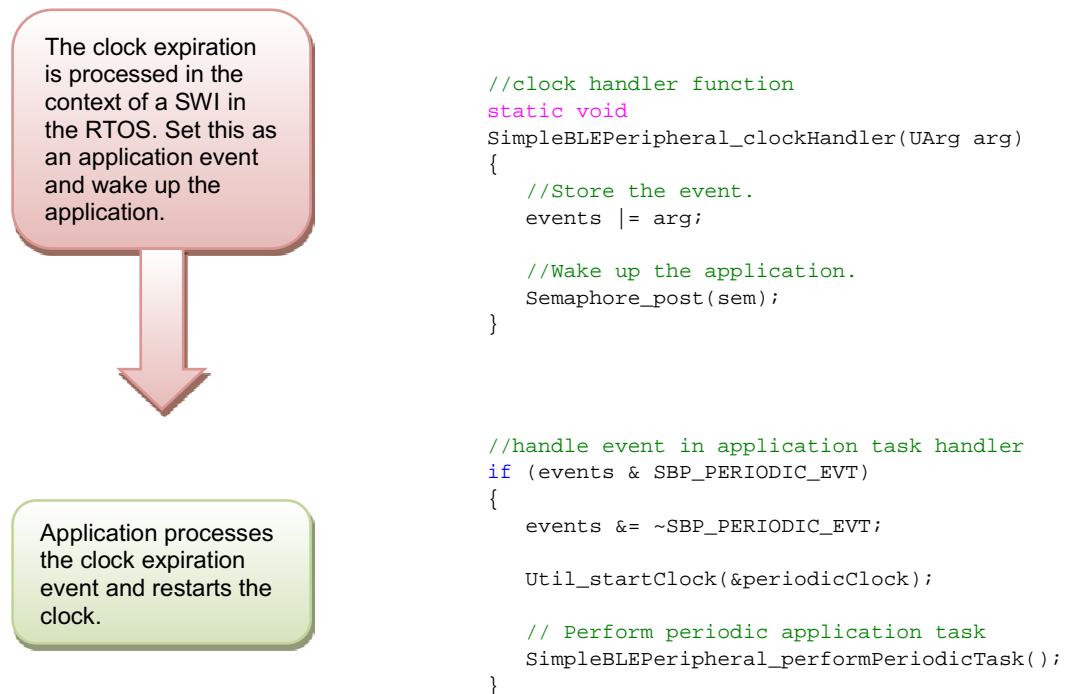 The clock expiration
is processed in the
context of a SWI in
the RTOS. Set this as
an application event
and wake up the
application.
//clock handler function
static void
SimpleBLEPeripheral_clockHandler(UArg arg)
{
//Store the event.
events |= arg;
//Wake up the application.
Semaphore_post(sem);
}
Application processes
the clock expiration
event and restarts the
clock.
//handle event in application task handler
if (events & SBP_PERIODIC_EVT)
{
events &= ~SBP_PERIODIC_EVT;
Util_startClock(&periodicClock);
// Perform periodic application task
SimpleBLEPeripheral_performPeriodicTask();
}